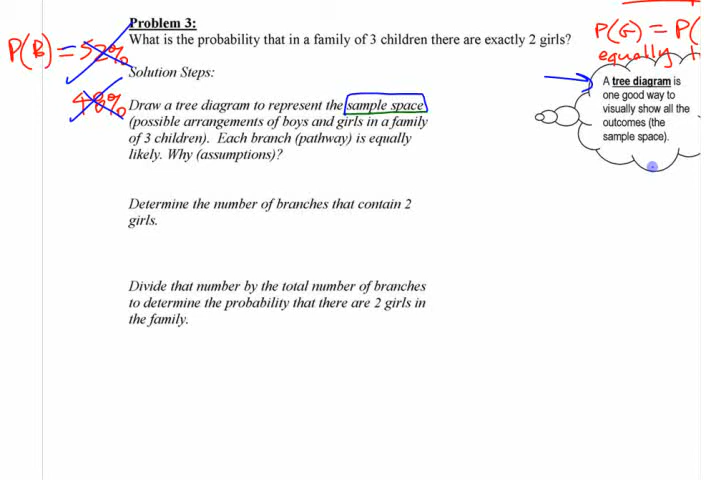 Problem 3:
What is the probability that in a family of 3 children there are exactly 2 girls?
P(B) = 52%
48%
P(G) = P(
equally
Solution Steps:
Draw a tree diagram to represent the sample space
(possible arrangements of boys and girls in a family
of 3 children). Each branch (pathway) is equally
likely. Why (assumptions)?
A tree diagram is
one good way to
visually show all the
outcomes (the
sample space).
Determine the number of branches that contain 2
girls.
Divide that number by the total number of branches
to determine the probability that there are 2 girls in
the family.